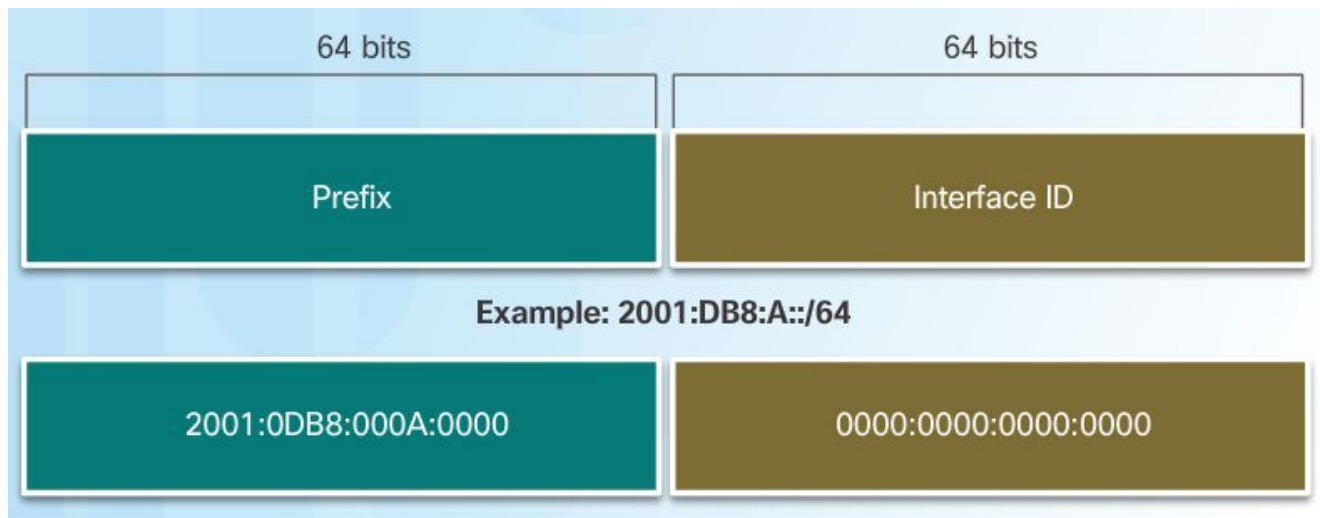 64 bits 64 bits
Prefix Interface ID
Example: 2001:DB8:A::/64
2001:0DB8:000A:0000 0000:0000:0000:0000